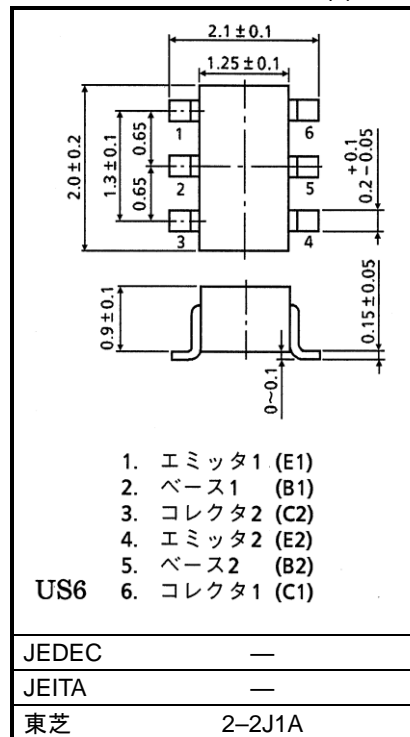 2.1±0.1
1.25±0.1
2.0±0.2
1.3±0.1
0.65
0.65
1
2
3
6
5
4
+0.1
0.2-0.05
0.9±0.1
0~0.1
0.15±0.05
1. エミッタ1 (E1)
2. ベース1 (B1)
3. コレクタ2 (C2)
4. エミッタ2 (E2)
5. ベース2 (B2)
US6 6. コレクタ1 (C1)
JEDEC —
JEITA —
東芝 2–2J1A